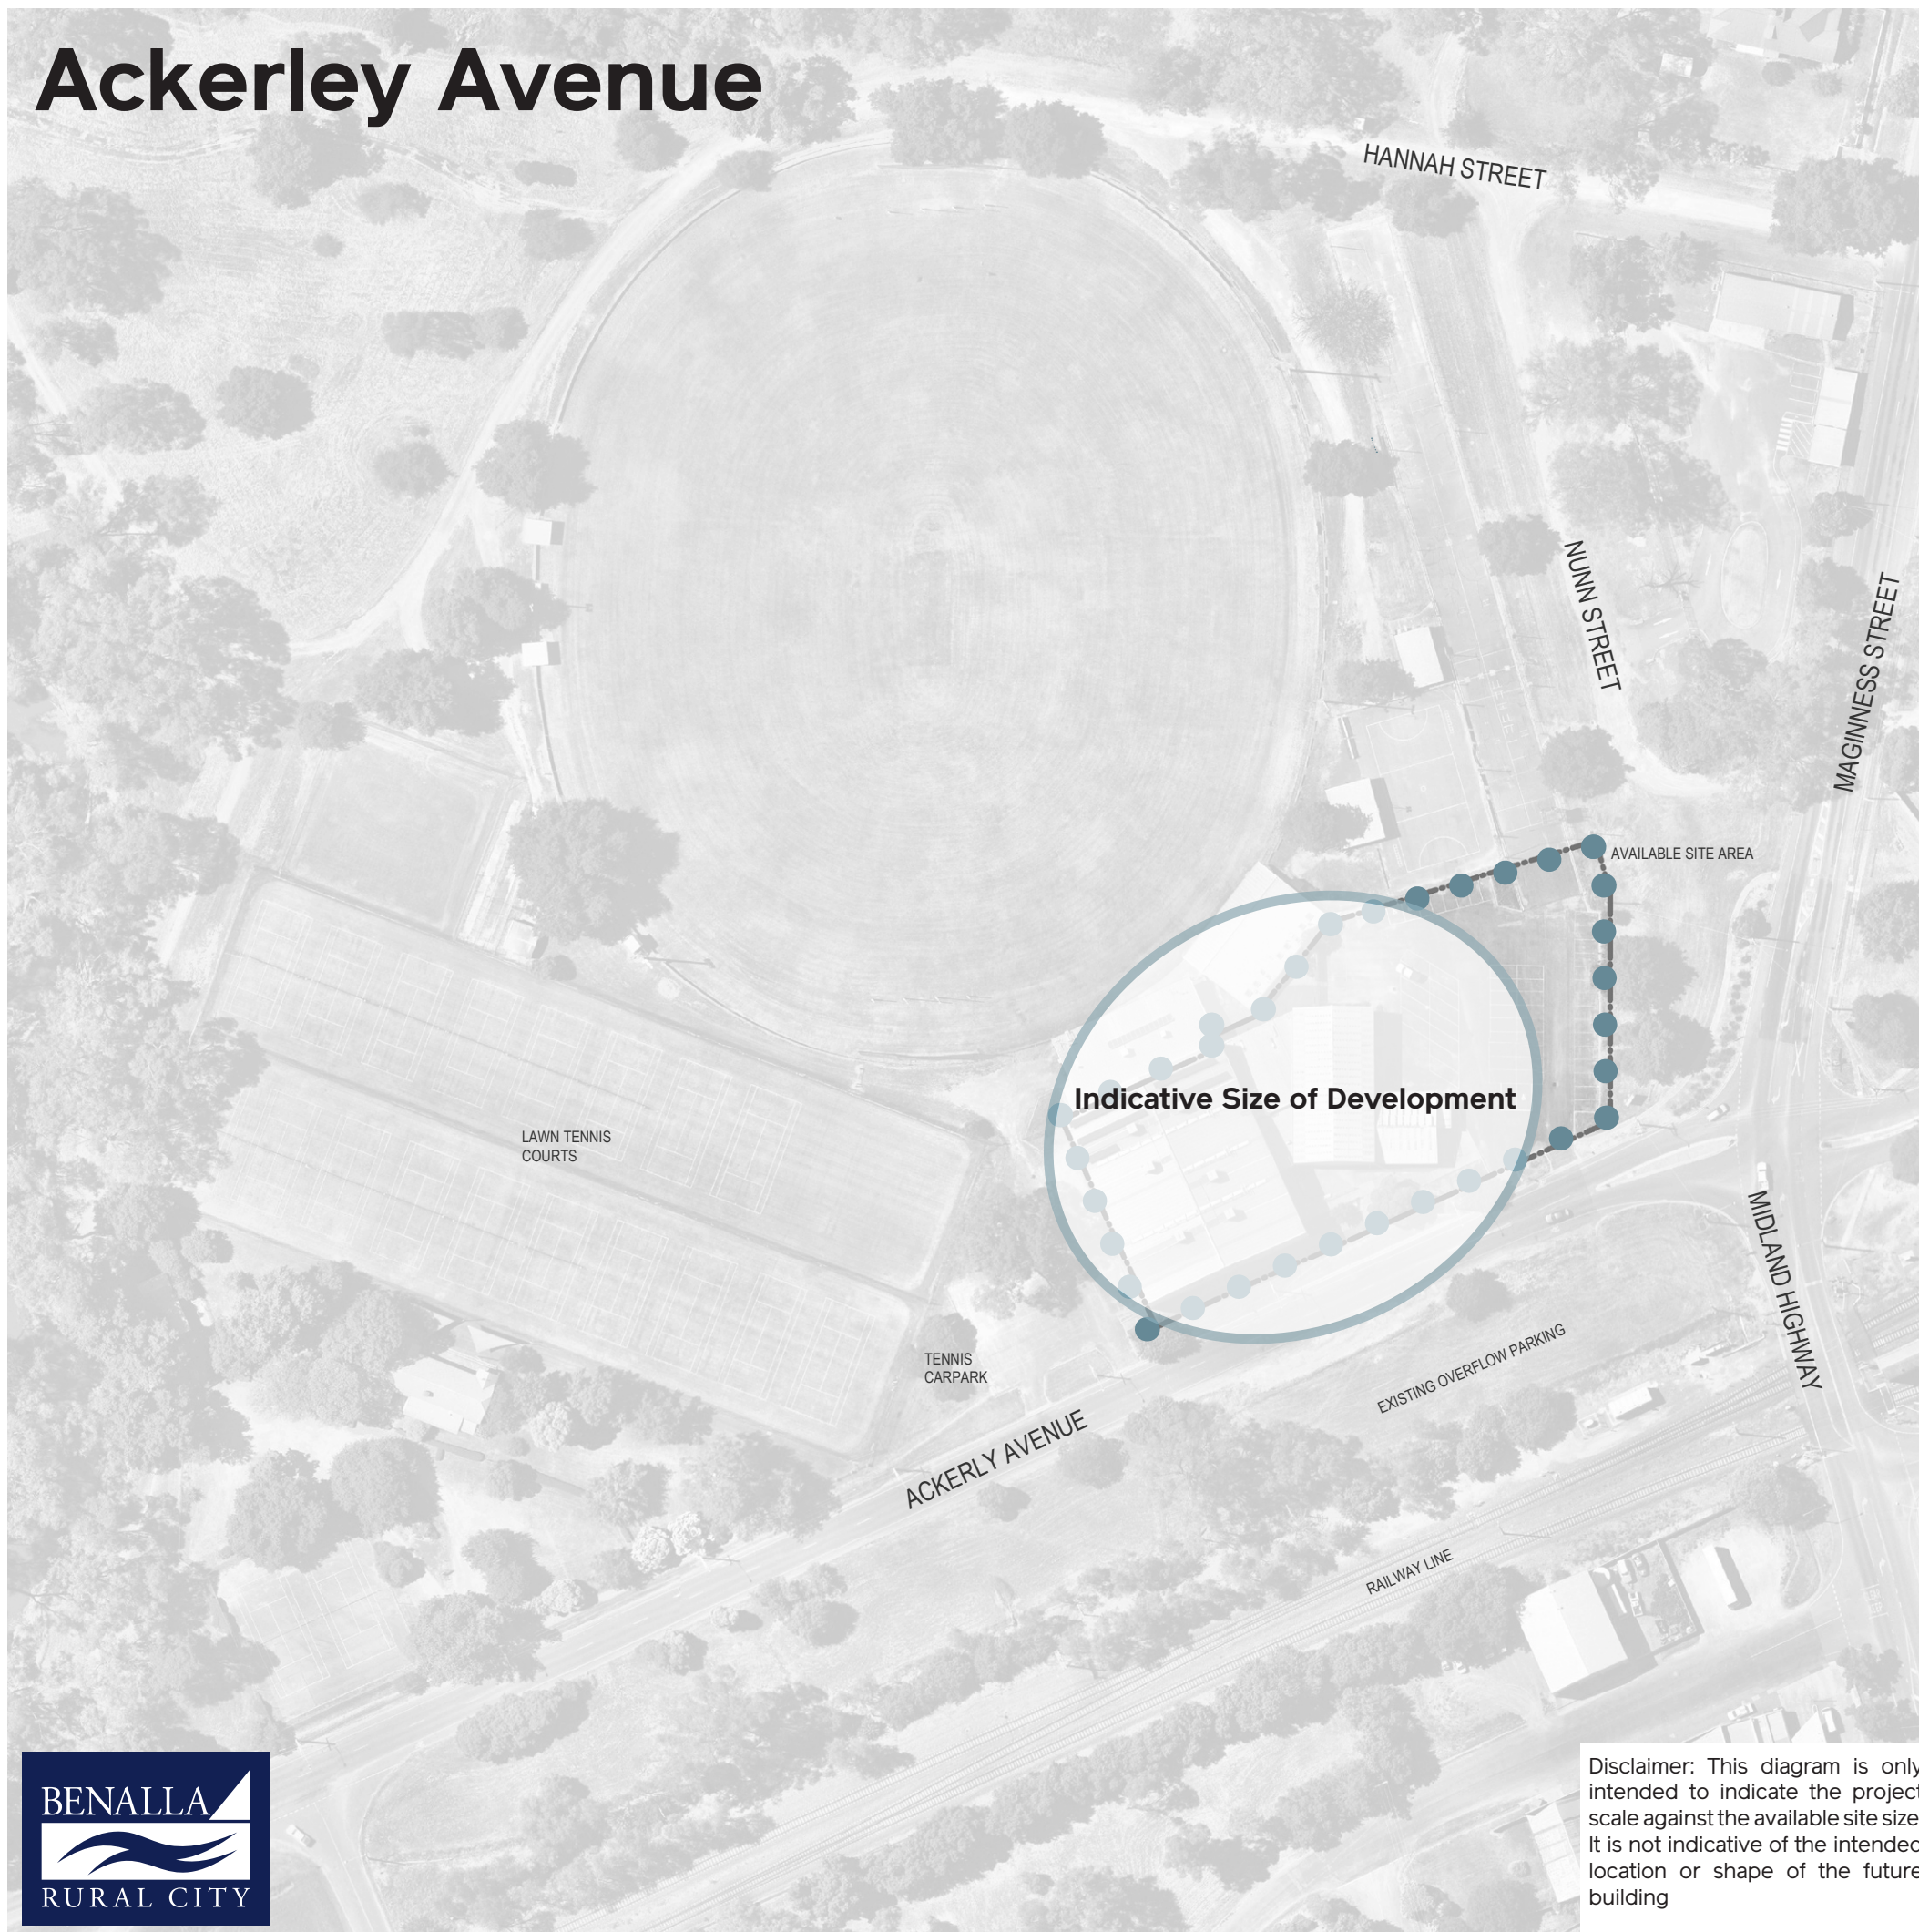 Ackerley Avenue
HANNAH STREET
NUNN STREET
MAGINNESS STREET
AVAILABLE SITE AREA
Indicative Size of Development
LAWN TENNIS
COURTS
MIDLAND HIGHWAY
TENNIS
CARPARK
EXISTING OVERFLOW PARKING
ACKERLY AVENUE
RAILWAY LINE
BENALLA
RURAL CITY
Disclaimer: This diagram is only
intended to indicate the project
scale against the available site size
It is not indicative of the intended
location or shape of the future
building